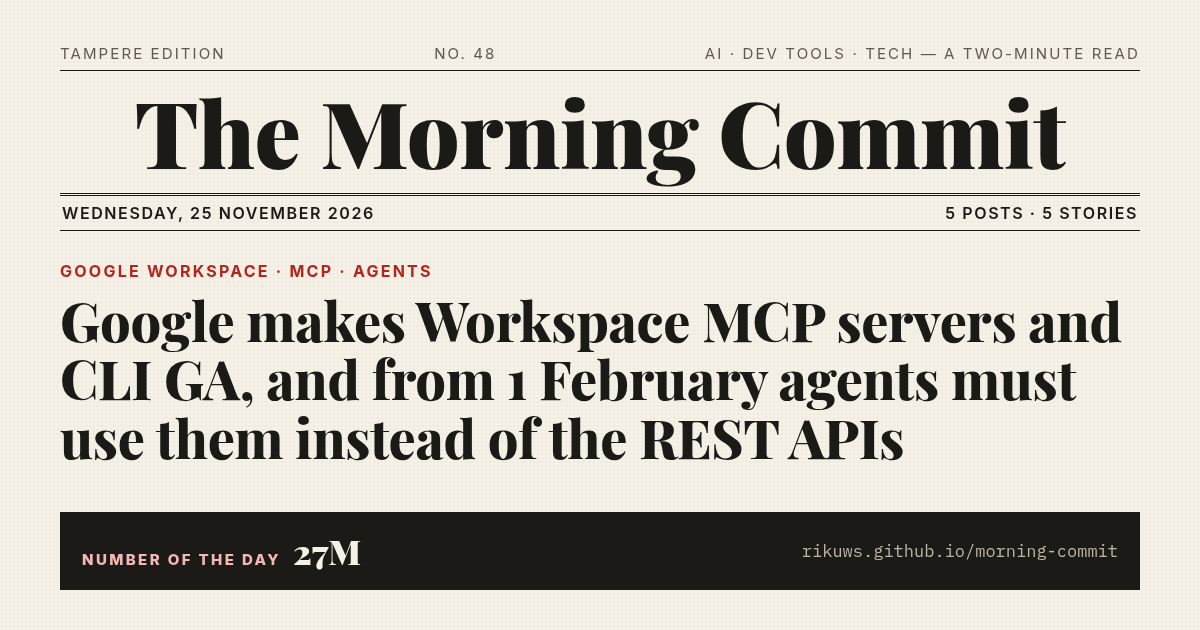 TAMPERE EDITION
NO. 48
AI · DEV TOOLS · TECH — A TWO-MINUTE READ
The Morning Commit
WEDNESDAY, 25 NOVEMBER 2026
5 POSTS · 5 STORIES
GOOGLE WORKSPACE · MCP · AGENTS
Google makes Workspace MCP servers and
CLI GA, and from 1 February agents must
use them instead of the REST APIs
NUMBER OF THE DAY 27M
rikuws.github.io/morning-commit